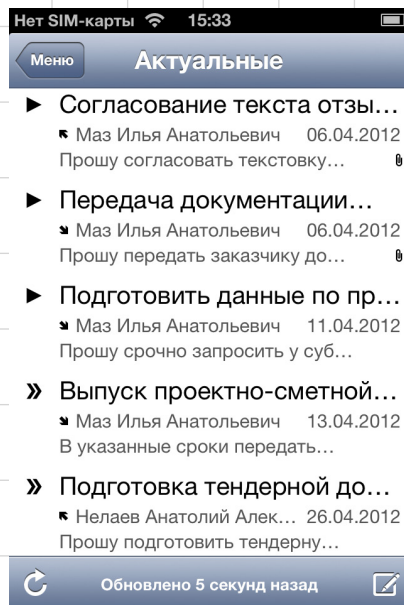 Нет SIM-карты 15:33
Меню Актуальные
Согласование текста отзы...
Маз Илья Анатольевич 06.04.2012
Прошу согласовать текстовку...
Передача документации...
Маз Илья Анатольевич 06.04.2012
Прошу передать заказчику до...
Подготовить данные по пр...
Маз Илья Анатольевич 11.04.2012
Прошу срочно запросить у суб...
Выпуск проектно-сметной...
Маз Илья Анатольевич 13.04.2012
В указанные сроки передать...
Подготовка тендерной до...
Нелаев Анатолий Алек... 26.04.2012
Прошу подготовить тендерну...
Обновлено 5 секунд назад